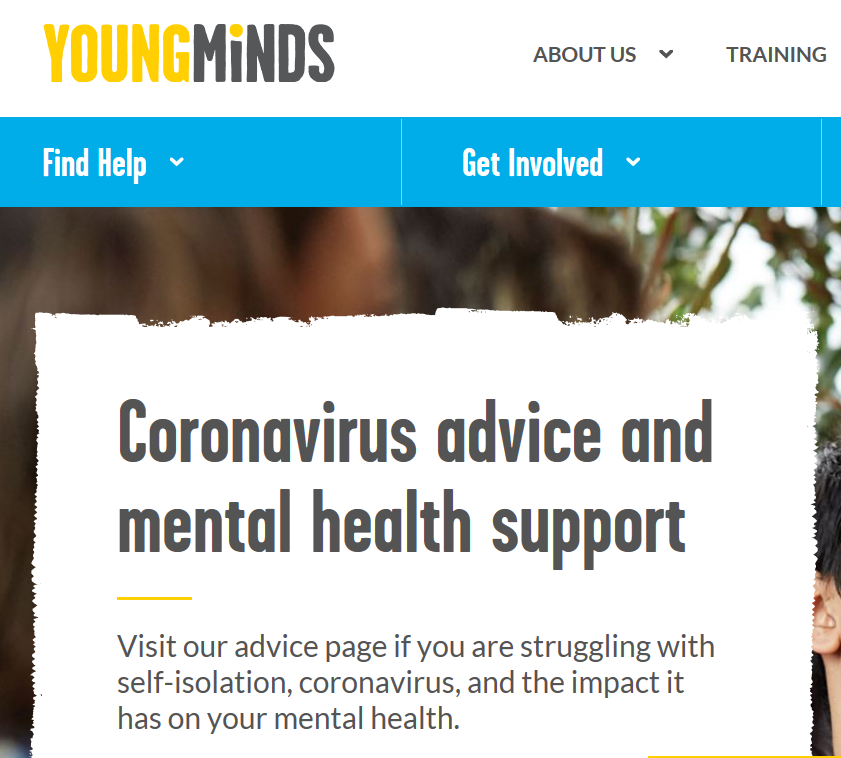 YOUNGMiNDS
ABOUT US
TRAINING
Find Help
Get Involved
Coronavirus advice and
mental health support
Visit our advice page if you are struggling with
self-isolation, coronavirus, and the impact it
has on your mental health.